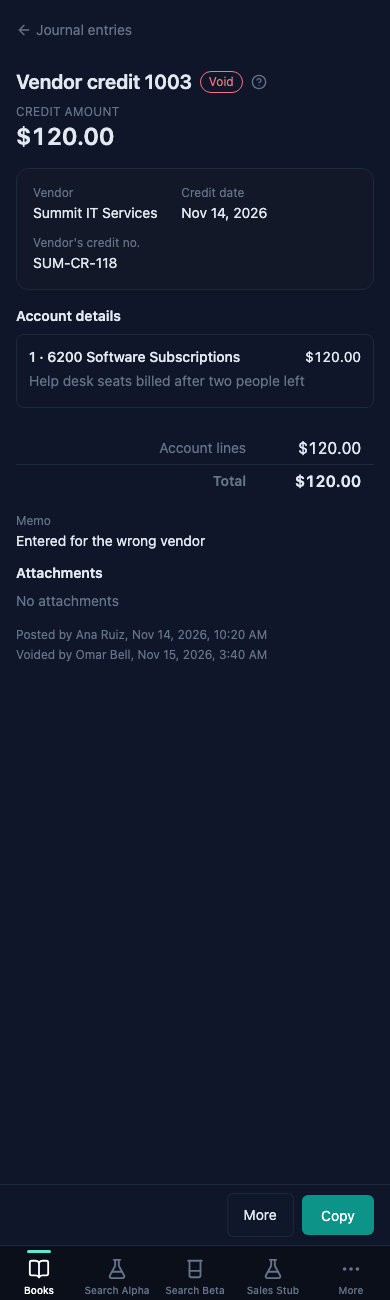 Journal entries
Vendor credit 1003 Void
CREDIT AMOUNT
$120.00
Vendor Credit date
Summit IT Services Nov 14, 2026
Vendor's credit no.
SUM-CR-118
Account details
1 · 6200 Software Subscriptions $120.00
Help desk seats billed after two people left
Account lines $120.00
Total $120.00
Memo
Entered for the wrong vendor
Attachments
No attachments
Posted by Ana Ruiz, Nov 14, 2026, 10:20 AM
Voided by Omar Bell, Nov 15, 2026, 3:40 AM
More Copy
Books Search Alpha Search Beta Sales Stub More